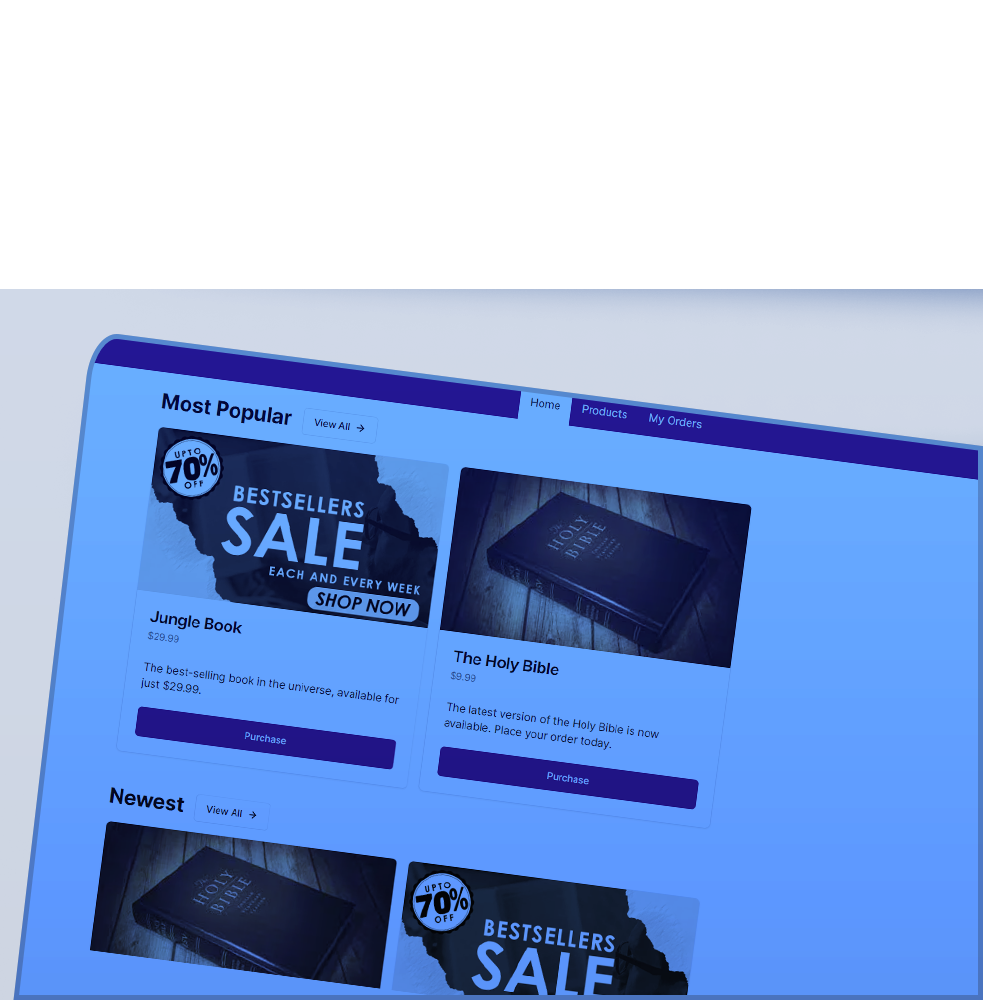 Home
Products
My Orders
Most Popular
View All →
UPTO
70%
OFF
BESTSELLERS
SALE
EACH AND EVERY WEEK
SHOP NOW
Jungle Book
$29.99
The best-selling book in the universe, available for
just $29.99.
Purchase
The
HOLY
BIBLE
The Holy Bible
$9.99
The latest version of the Holy Bible is now
available. Place your order today.
Purchase
Newest
View All →
The
HOLY
BIBLE
UPTO
70%
OFF
BESTSELLERS
SALE